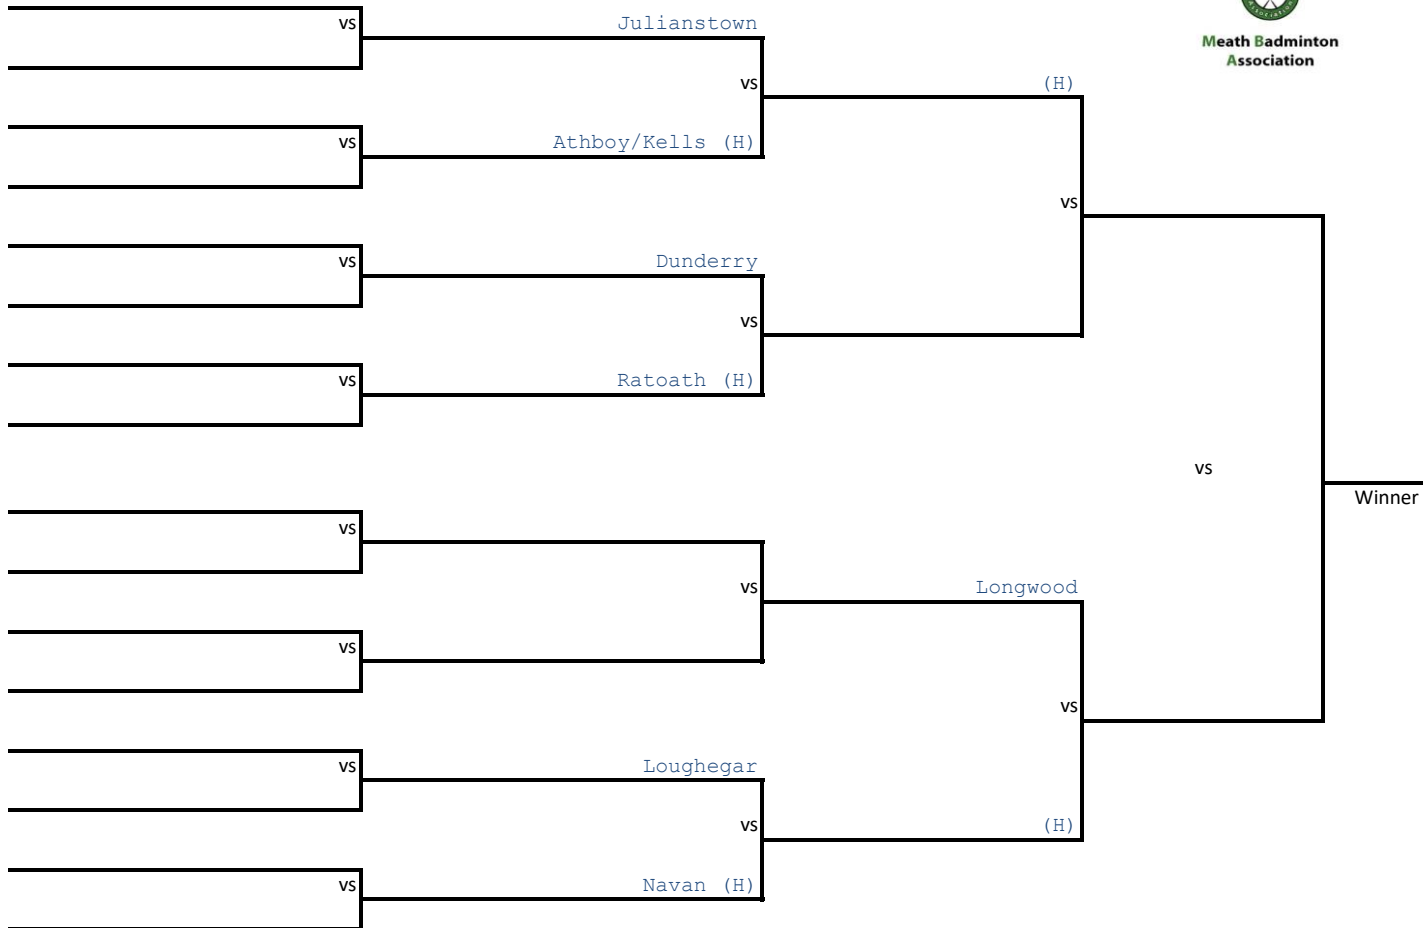 vs
Julianstown
Association
Meath Badminton
Association
vs
(H)
vs
Athboy/Kells (H)
vs
vs
Dunderry
vs
vs
Ratoath (H)
vs
Winner
vs
vs
Longwood
vs
vs
vs
Loughegar
vs
(H)
vs
Navan (H)